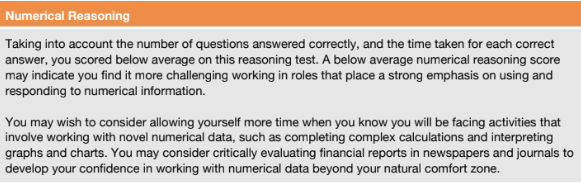 Numerical Reasoning
Taking into account the number of questions answered correctly, and the time taken for each correct
answer, you scored below average on this reasoning test. A below average numerical reasoning score
may indicate you find it more challenging working in roles that place a strong emphasis on using and
responding to numerical information.
You may wish to consider allowing yourself more time when you know you will be facing activities that
involve working with novel numerical data, such as completing complex calculations and interpreting
graphs and charts. You may consider critically evaluating financial reports in newspapers and journals to
develop your confidence in working with numerical data beyond your natural comfort zone.